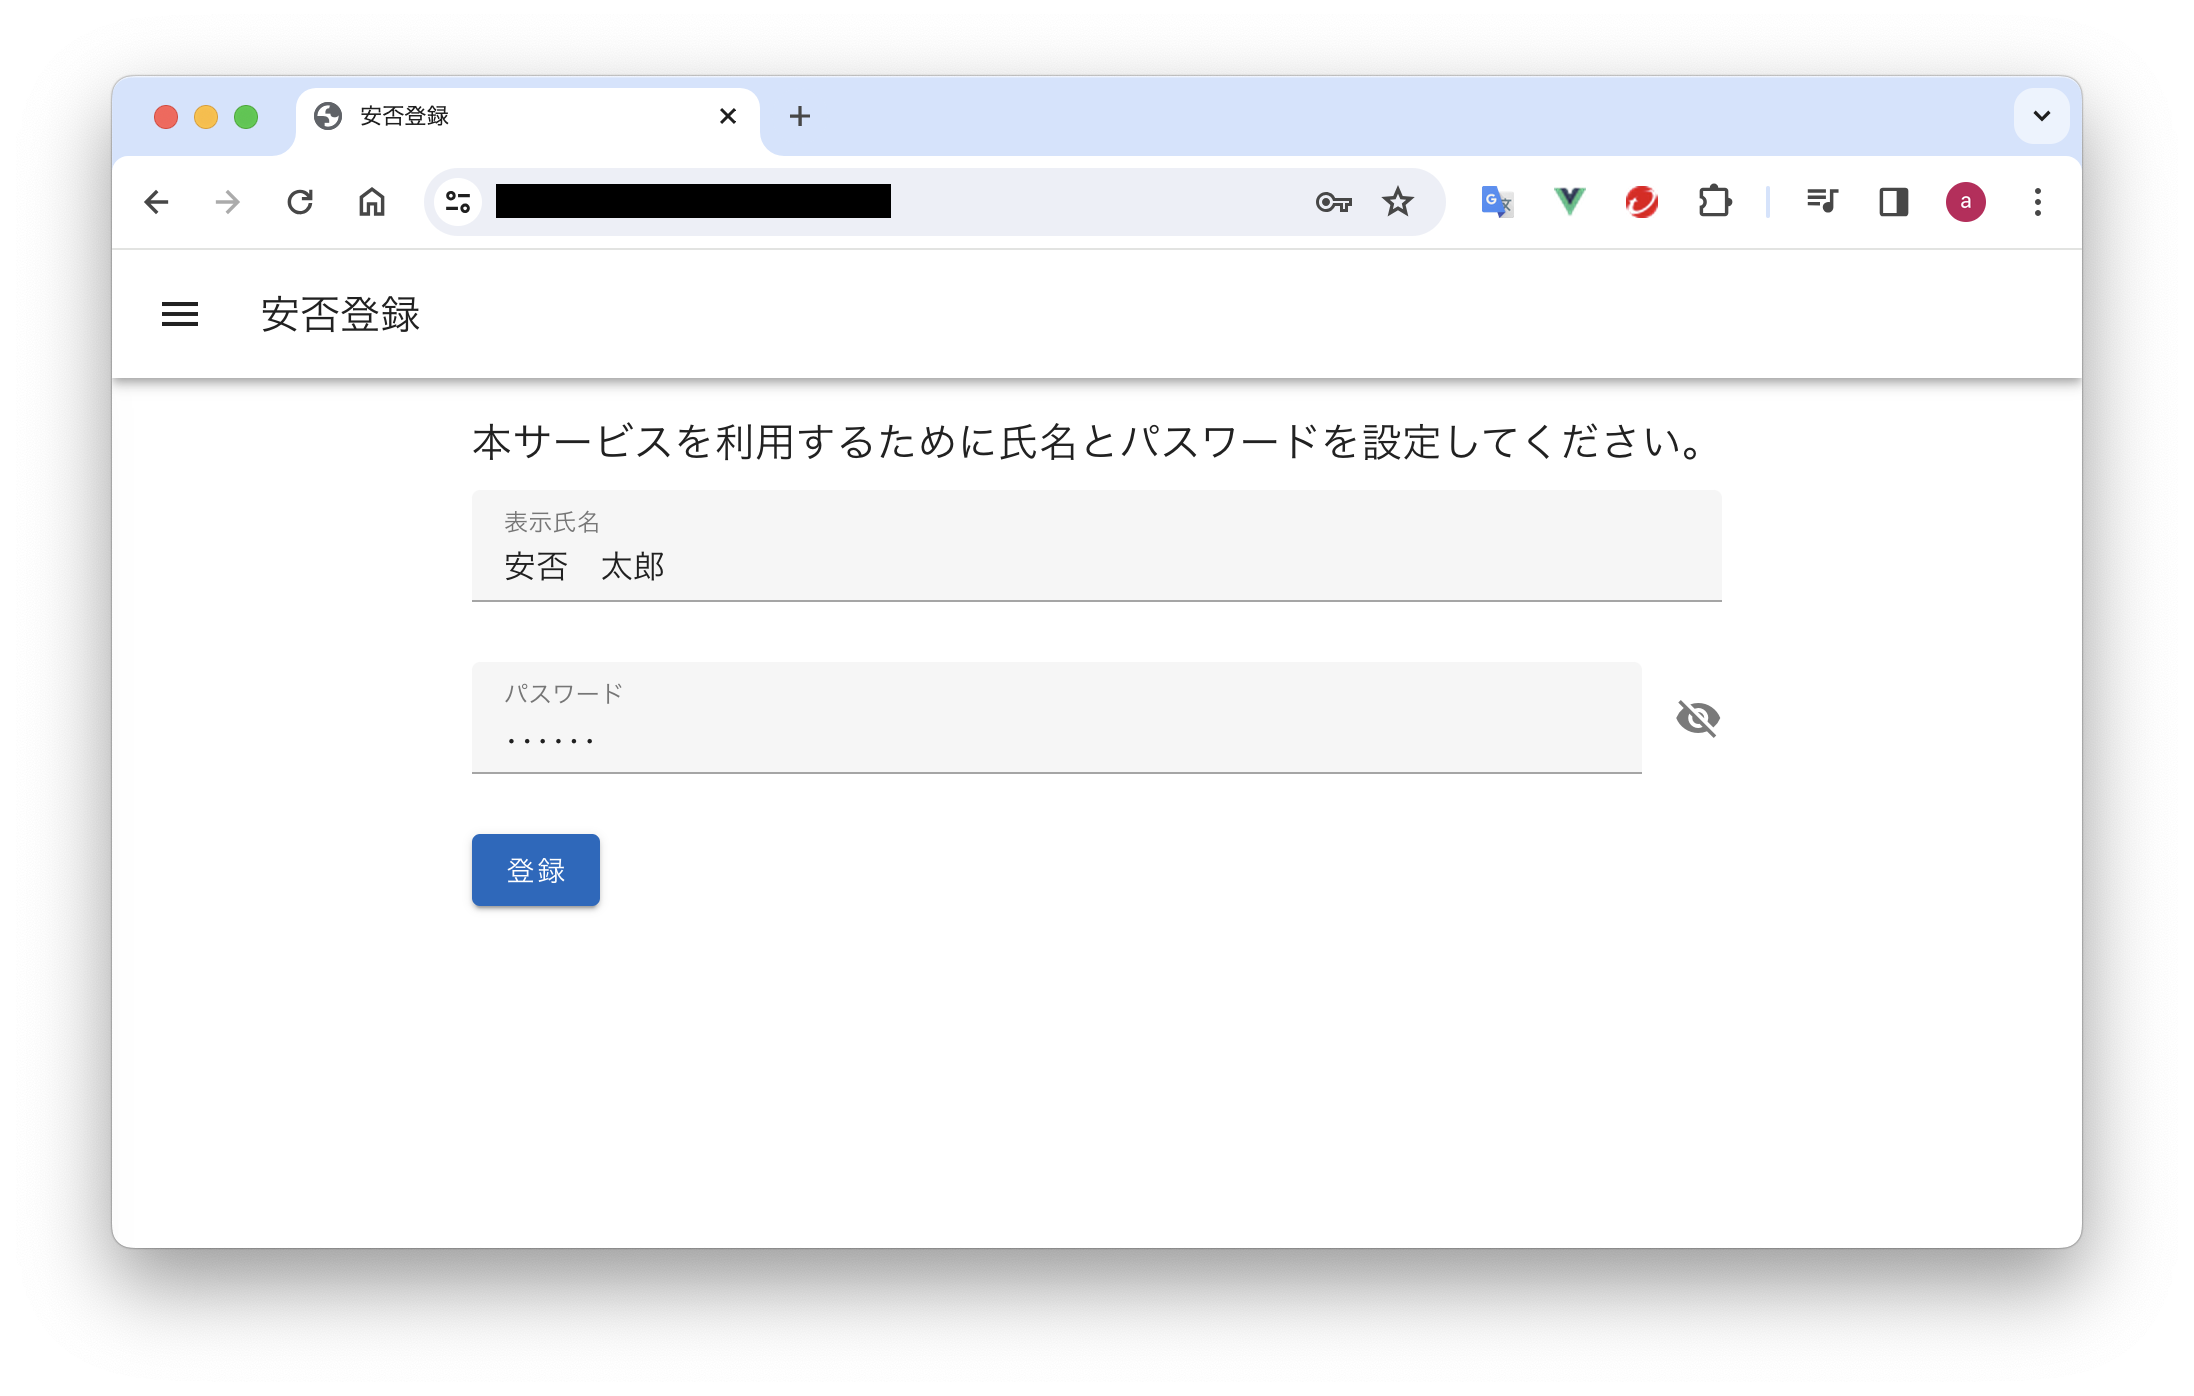 安否登録
a
安否登録
本サービスを利用するために氏名とパスワードを設定してください。
表示氏名
安否　太郎
パスワード
······
登録